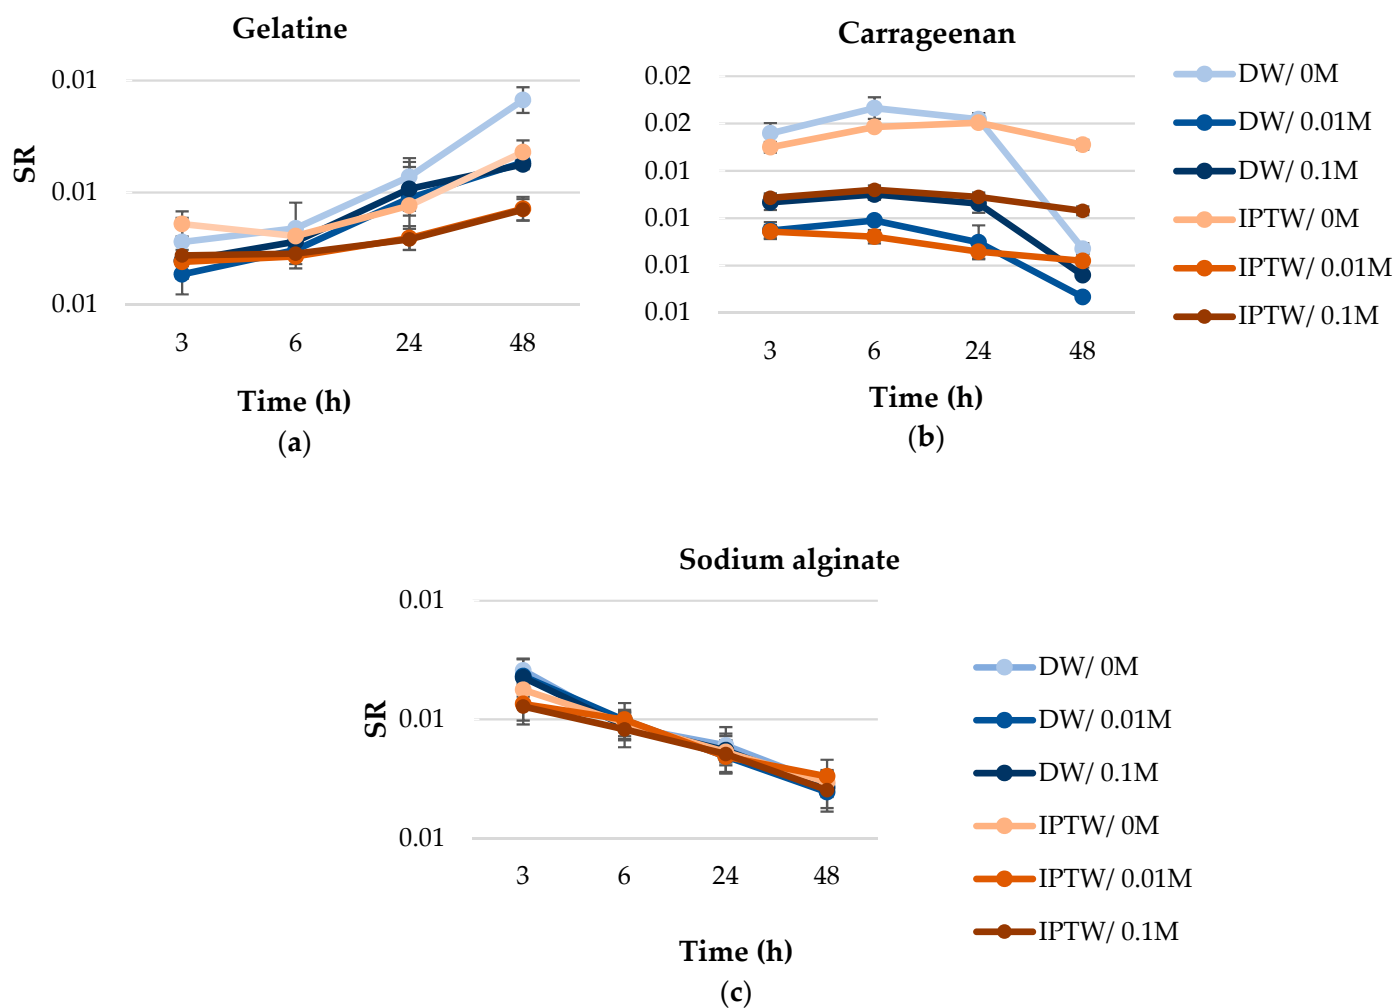 Gelatine
0.01
0.01
0.01
SR
3 6 24 48
Time (h)
(a)
Carrageenan
0.02
0.02
0.01
0.01
0.01
0.01
3 6 24 48
Time (h)
(b)
DW/ 0M
DW/ 0.01M
DW/ 0.1M
IPTW/ 0M
IPTW/ 0.01M
IPTW/ 0.1M
Sodium alginate
0.01
0.01
0.01
SR
3 6 24 48
Time (h)
(c)
DW/ 0M
DW/ 0.01M
DW/ 0.1M
IPTW/ 0M
IPTW/ 0.01M
IPTW/ 0.1M